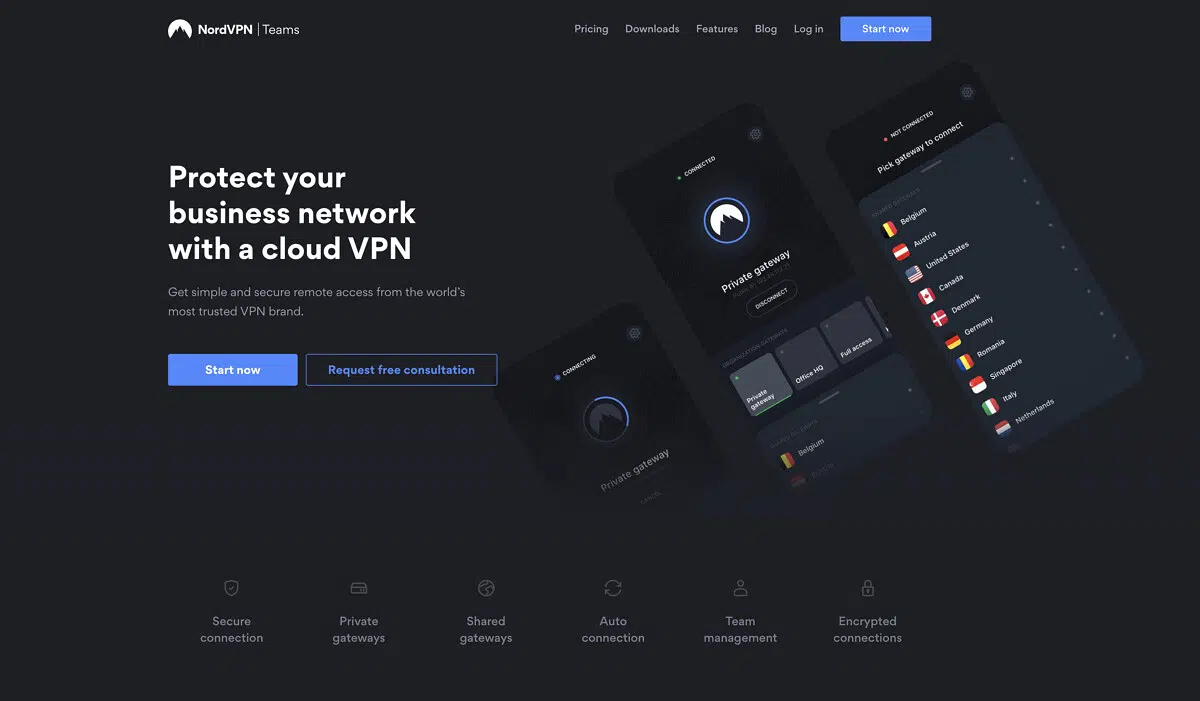 NordVPN | Teams
Pricing
Downloads
Features
Blog
Log in
Start now
Protect your
business network
with a cloud VPN
Get simple and secure remote access from the world's
most trusted VPN brand.
Start now
Request free consultation
CONNECTING
Private gateway
CANCEL
CONNECTED
Private gateway
DISCONNECT
ORGANIZATION GATEWAYS
Private
gateway
Office HQ
Full access
SHARED GATEWAYS
Belgium
Austria
NOT CONNECTED
Pick gateway to connect
SHARED GATEWAYS
Belgium
Austria
United States
Canada
Denmark
Germany
Romania
Singapore
Italy
Netherlands
Secure
connection
Private
gateways
Shared
gateways
Auto
connection
Team
management
Encrypted
connections